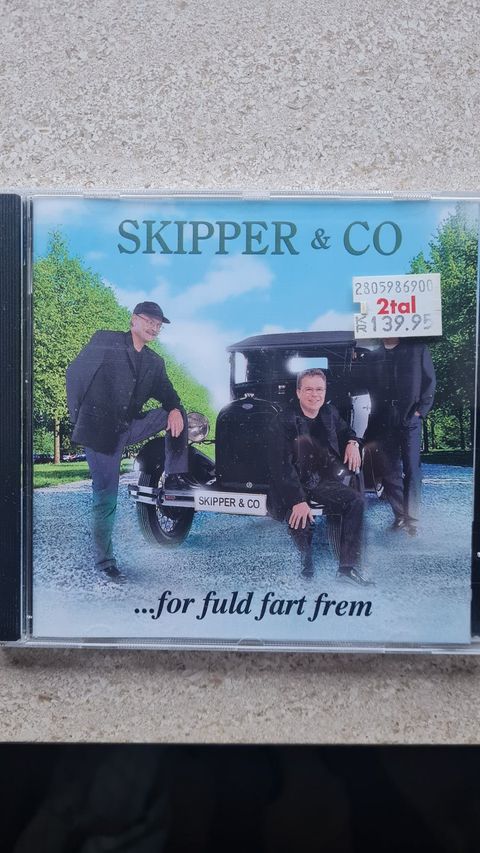 SKIPPER & CO
2805986900
2tal
139.95
SKIPPER & CO
...for fuld fart frem